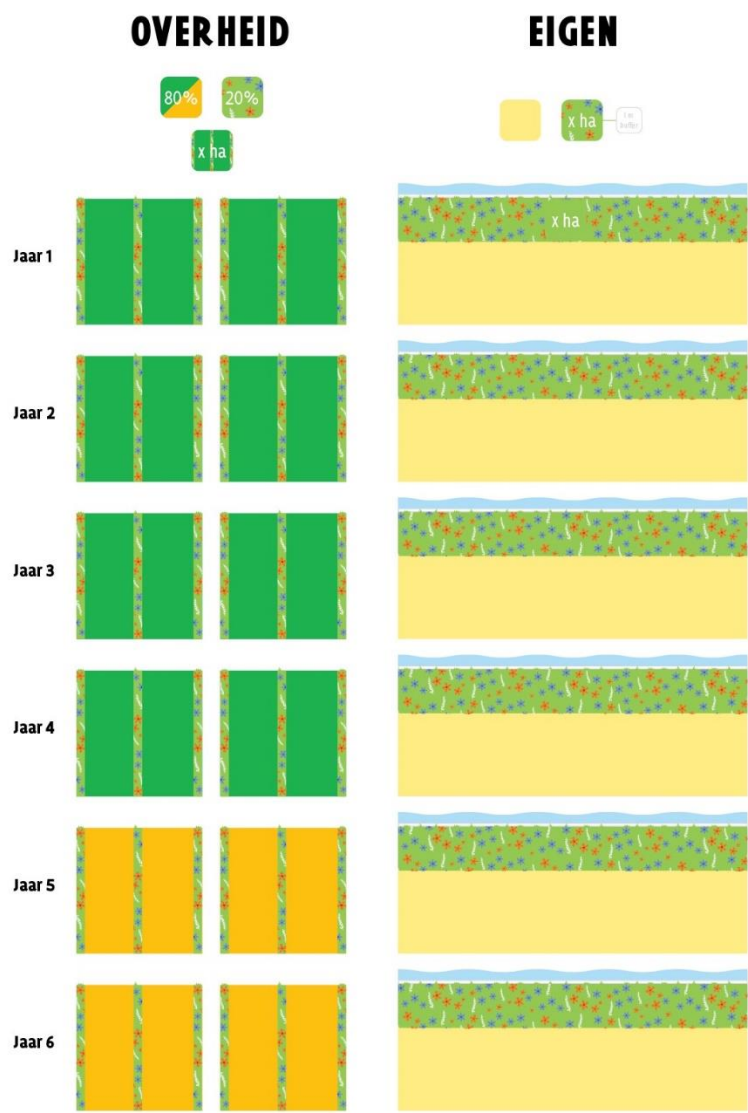 OVERHEID
EIGEN
80%
20%
x ha
x ha
Jaar 1
x ha
Jaar 2
Jaar 3
Jaar 4
Jaar 5
Jaar 6